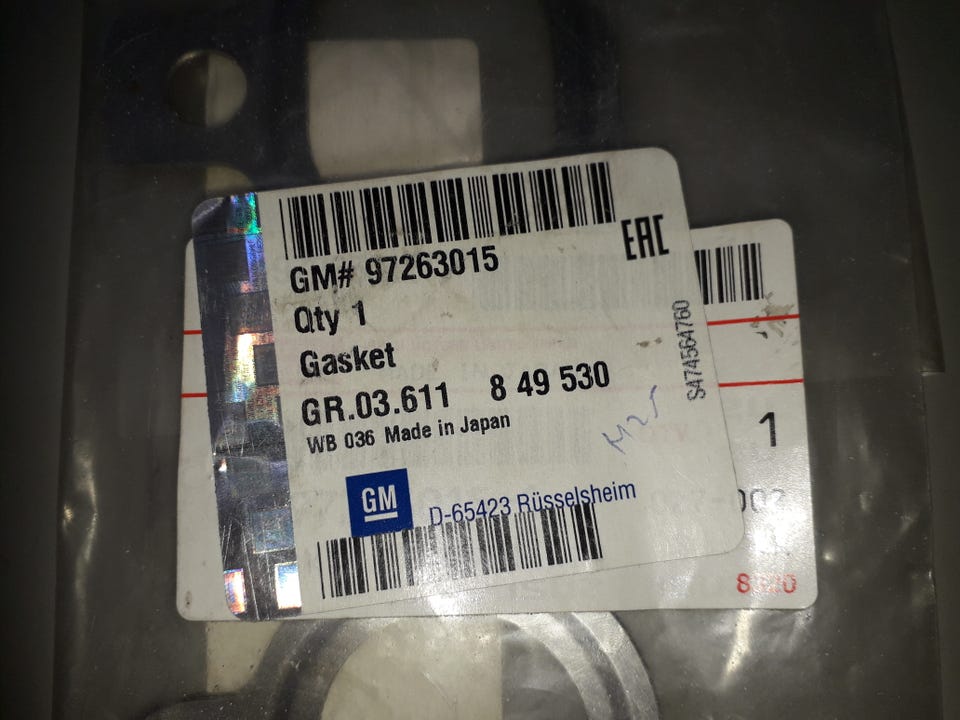 EAC
GM# 97263015
Qty 1
Gasket
GR.03.611 8 49 530
WB 036 Made in Japan
S474564760
GM
D-65423 Rüsselsheim
1